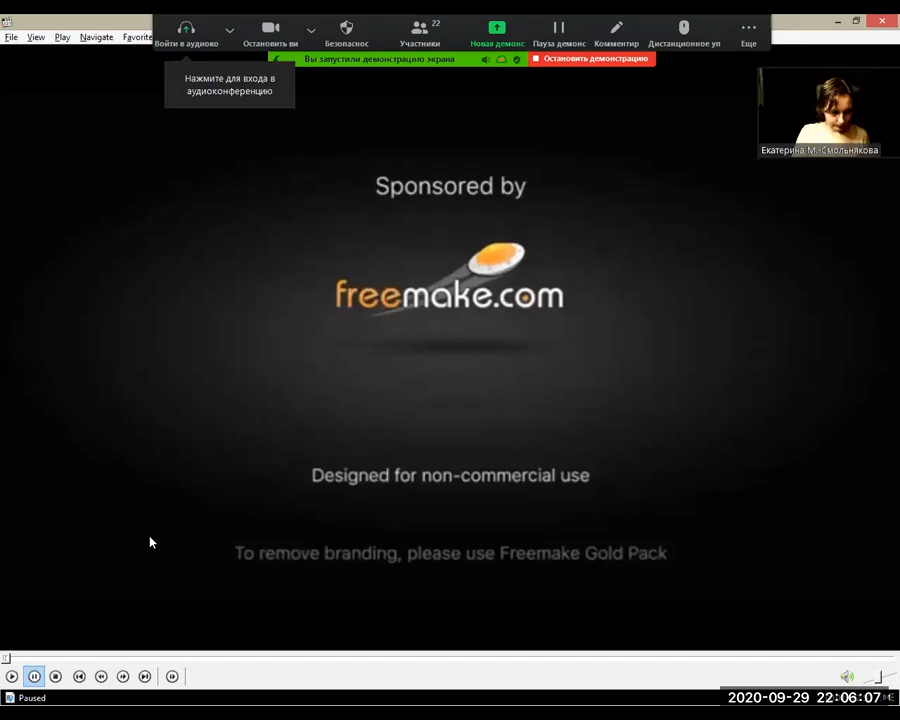 File View Play Navigate Favorite
22
Войти в аудиоко Остановить ви Безопаснос Участники Новая демонс Пауза демонс Комментир Дистанционное уп Еще
Вы запустили демонстрацию экрана Остановить демонстрацию
Нажмите для входа в
аудиоконференцию
Екатерина М. Смольнякова
Sponsored by
freemake.com
Designed for non-commercial use
To remove branding, please use Freemake Gold Pack
Paused
2020-09-29 22:06:07